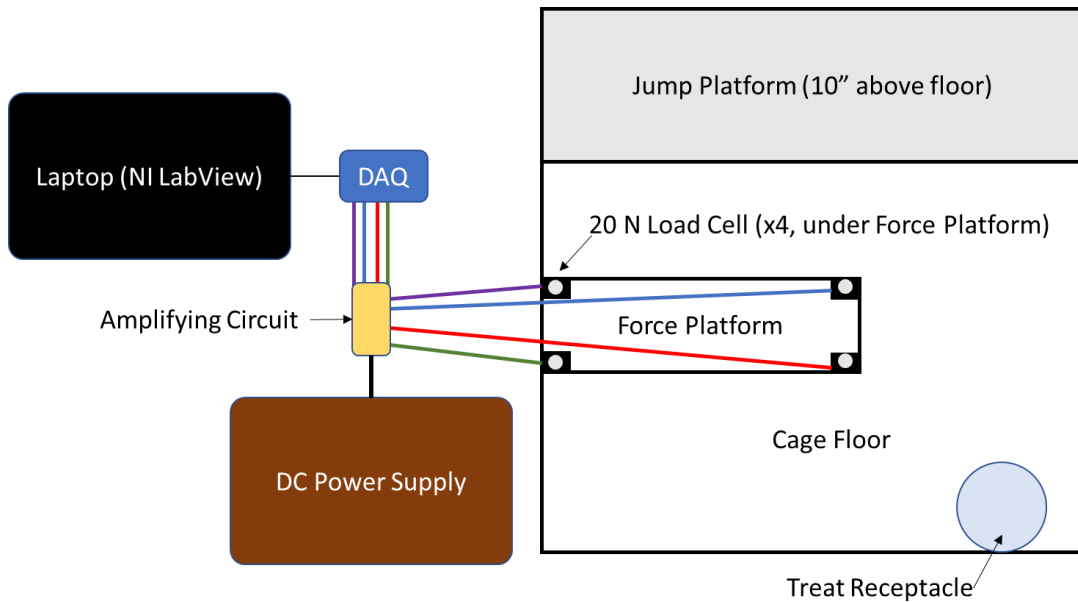 Jump Platform (10” above floor)
Laptop (NI LabView)
DAQ
20 N Load Cell (x4, under Force Platform)
Amplifying Circuit
Force Platform
Cage Floor
DC Power Supply
Treat Receptacle